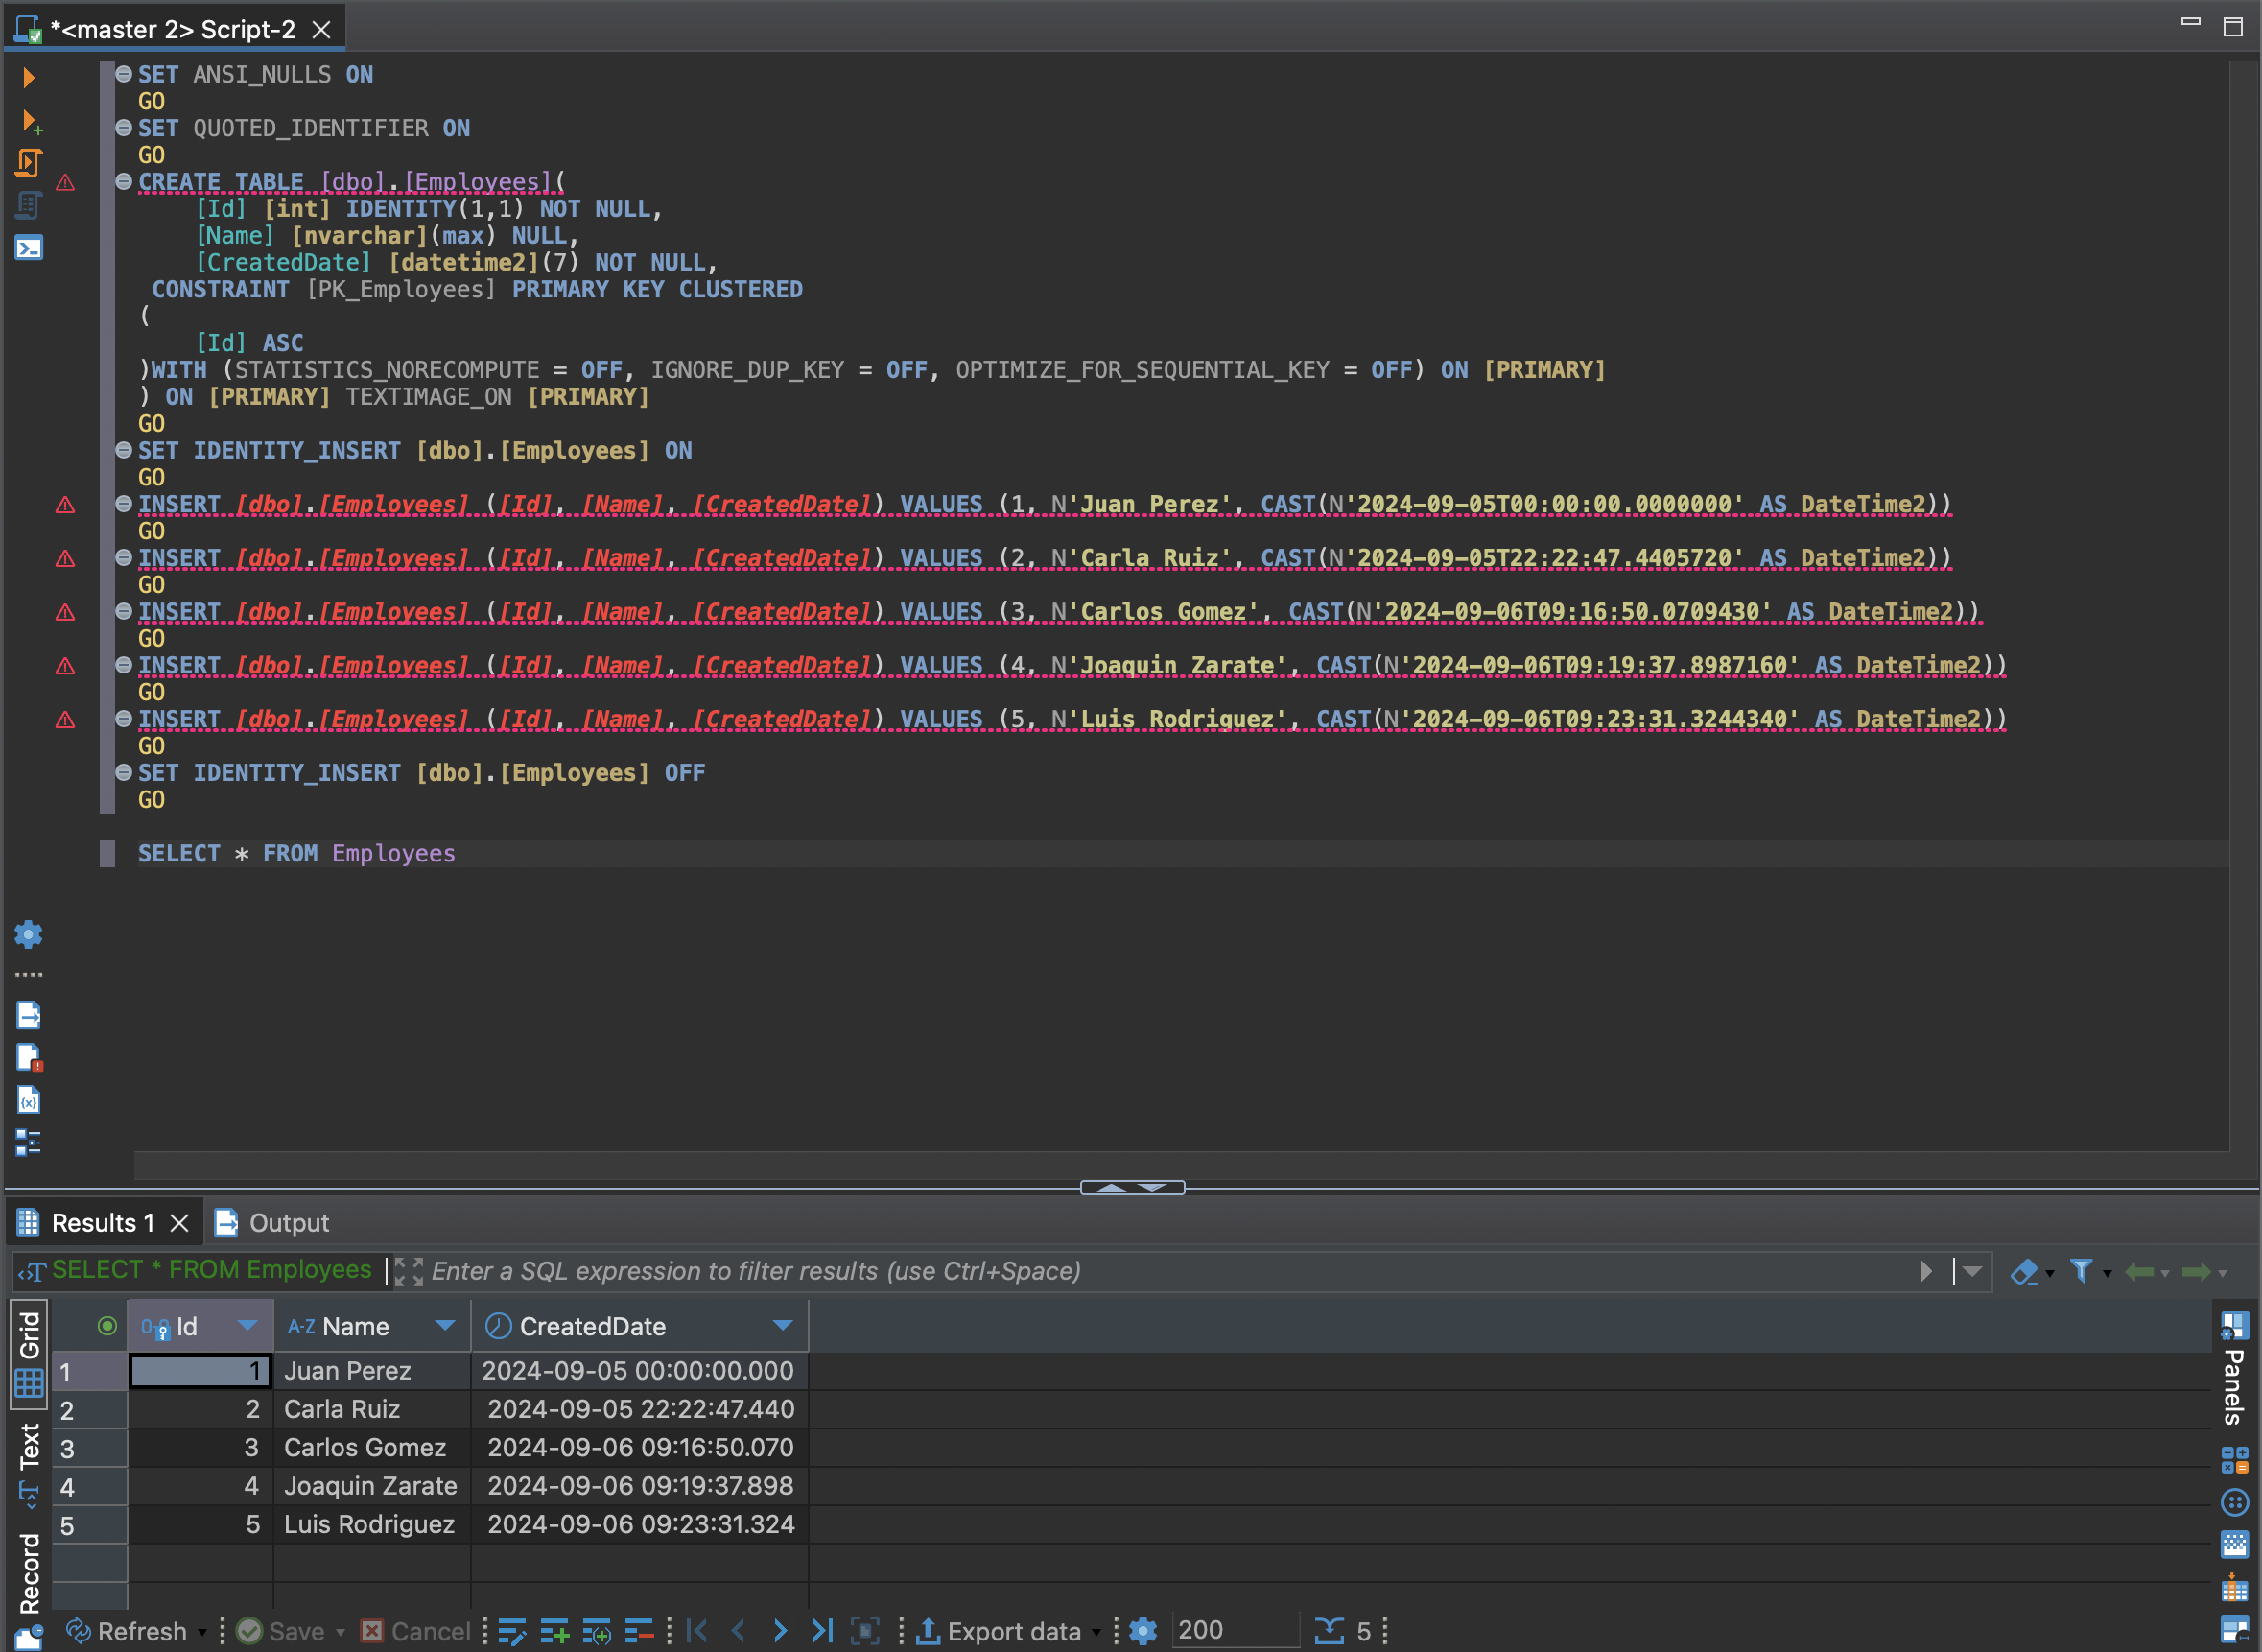 *<master 2> Script-2
SET ANSI_NULLS ON
GO
SET QUOTED_IDENTIFIER ON
GO
CREATE TABLE [dbo].[Employees](
[Id] [int] IDENTITY(1,1) NOT NULL,
[Name] [nvarchar](max) NULL,
[CreatedDate] [datetime2](7) NOT NULL,
CONSTRAINT [PK_Employees] PRIMARY KEY CLUSTERED
(
[Id] ASC
)WITH (STATISTICS_NORECOMPUTE = OFF, IGNORE_DUP_KEY = OFF, OPTIMIZE_FOR_SEQUENTIAL_KEY = OFF) ON [PRIMARY]
) ON [PRIMARY] TEXTIMAGE_ON [PRIMARY]
GO
SET IDENTITY_INSERT [dbo].[Employees] ON
GO
INSERT [dbo].[Employees] ([Id], [Name], [CreatedDate]) VALUES (1, N'Juan Perez', CAST(N'2024-09-05T00:00:00.0000000' AS DateTime2))
GO
INSERT [dbo].[Employees] ([Id], [Name], [CreatedDate]) VALUES (2, N'Carla Ruiz', CAST(N'2024-09-05T22:22:47.4405720' AS DateTime2))
GO
INSERT [dbo].[Employees] ([Id], [Name], [CreatedDate]) VALUES (3, N'Carlos Gomez', CAST(N'2024-09-06T09:16:50.0709430' AS DateTime2))
GO
INSERT [dbo].[Employees] ([Id], [Name], [CreatedDate]) VALUES (4, N'Joaquin Zarate', CAST(N'2024-09-06T09:19:37.8987160' AS DateTime2))
GO
INSERT [dbo].[Employees] ([Id], [Name], [CreatedDate]) VALUES (5, N'Luis Rodriguez', CAST(N'2024-09-06T09:23:31.3244340' AS DateTime2))
GO
SET IDENTITY_INSERT [dbo].[Employees] OFF
GO
SELECT * FROM Employees
Results 1 Output
SELECT * FROM Employees Enter a SQL expression to filter results (use Ctrl+Space)
Grid
Text
Record
Id A-Z Name CreatedDate
1 1 Juan Perez 2024-09-05 00:00:00.000
2 2 Carla Ruiz 2024-09-05 22:22:47.440
3 3 Carlos Gomez 2024-09-06 09:16:50.070
4 4 Joaquin Zarate 2024-09-06 09:19:37.898
5 5 Luis Rodriguez 2024-09-06 09:23:31.324
Panels
Refresh Save Cancel Export data 200 5